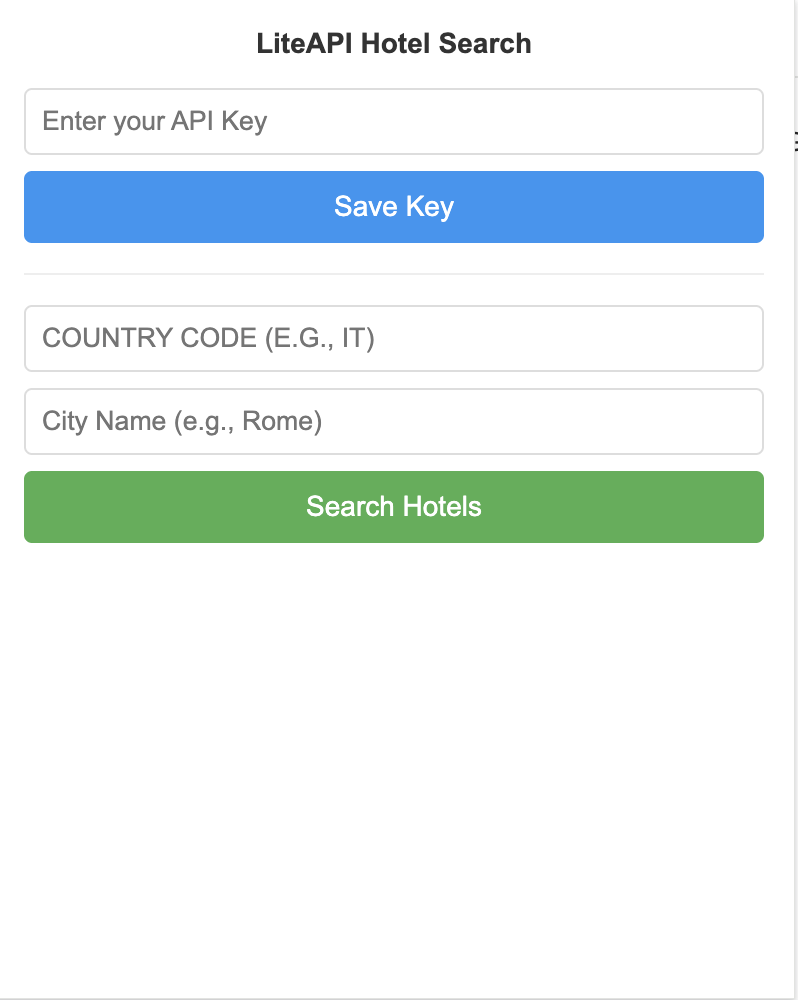 LiteAPI Hotel Search
Enter your API Key
Save Key
COUNTRY CODE (E.G., IT)
City Name (e.g., Rome)
Search Hotels